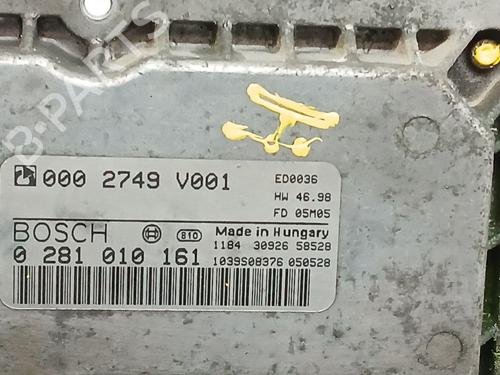 B-PARTS
000 2749 V001
ED0036
HW 46.98
FD 05M05
BOSCH
810
Made in Hungary
0 281 010 161
1184 30926 58528
1039S08376 050528